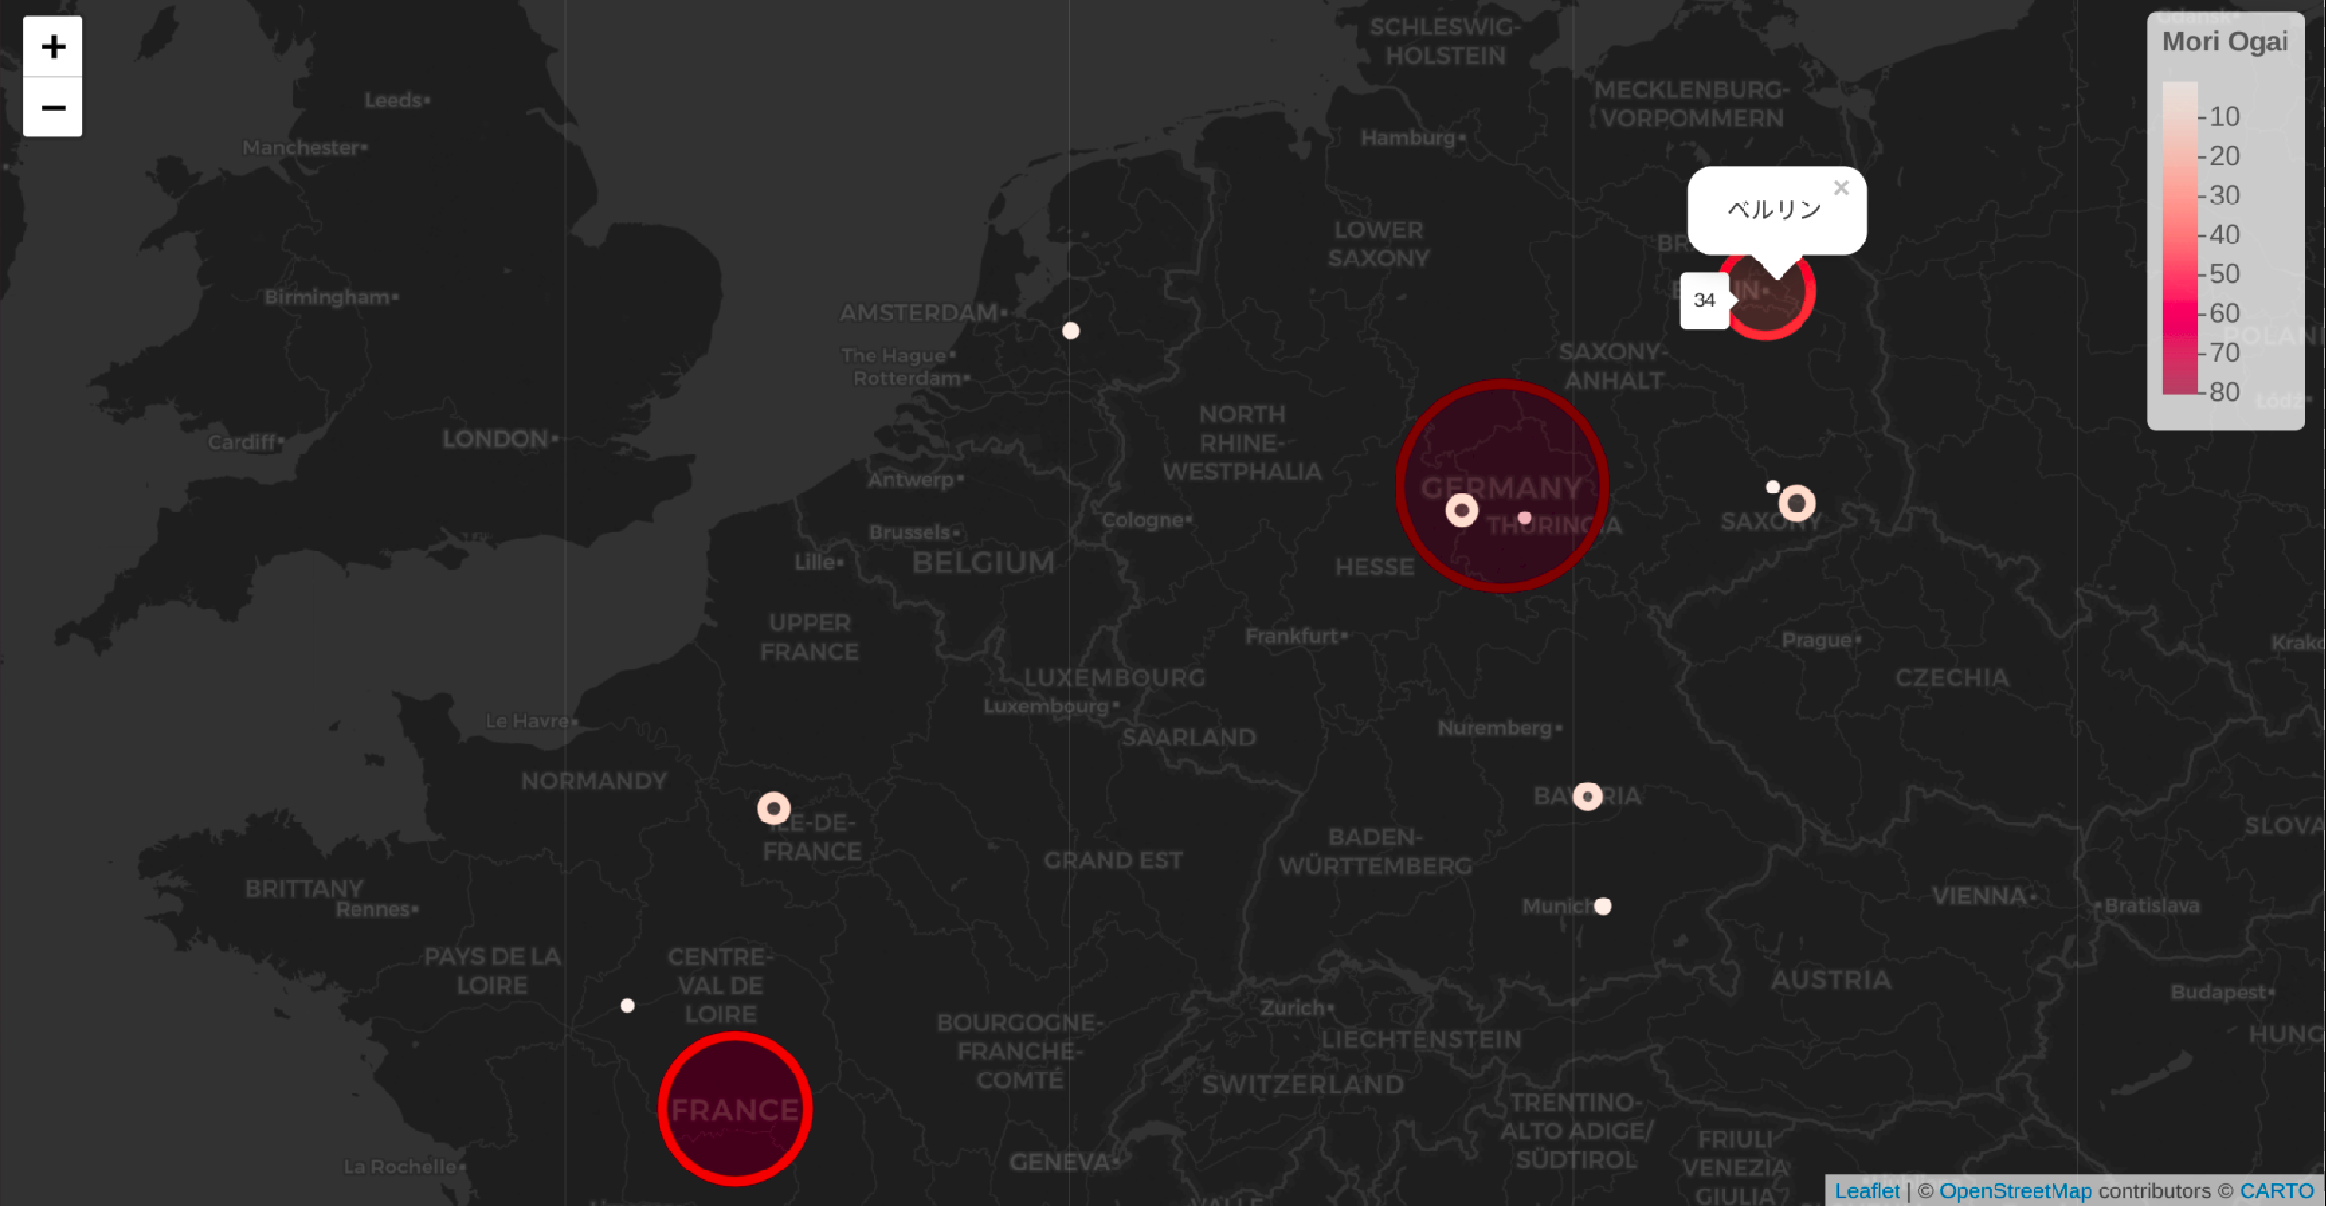 +
−
Leeds
Manchester
Birmingham
Cardiff
LONDON
AMSTERDAM
The Hague
Rotterdam
Antwerp
Brussels
Lille
BELGIUM
Cologne
UPPER
FRANCE
LUXEMBOURG
Luxembourg
SAARLAND
Le Havre
NORMANDY
ÎLE-DE-
FRANCE
GRAND EST
BRITTANY
Rennes
PAYS DE LA
LOIRE
CENTRE-
VAL DE
LOIRE
BOURGOGNE-
FRANCHE-
COMTÉ
FRANCE
La Rochelle
GENEVA
SCHLESWIG-
HOLSTEIN
MECKLENBURG-
VORPOMMERN
Hamburg
LOWER
SAXONY
ベルリン
×
34
SAXONY-
ANHALT
NORTH
RHINE-
WESTPHALIA
GERMANY
THURINGIA
HESSE
SAXONY
Frankfurt
Prague
CZECHIA
Nuremberg
BAVARIA
BADEN-
WÜRTTEMBERG
Munich
VIENNA
Bratislava
AUSTRIA
Budapest
Zurich
LIECHTENSTEIN
SWITZERLAND
TRENTINO-
ALTO ADIGE/
SÜDTIROL
FRIULI
VENEZIA
GIULIA
Gdansk
Mori Ogai
10
20
30
40
50
60
70
80
Łódź
Leaflet | © OpenStreetMap contributors © CARTO